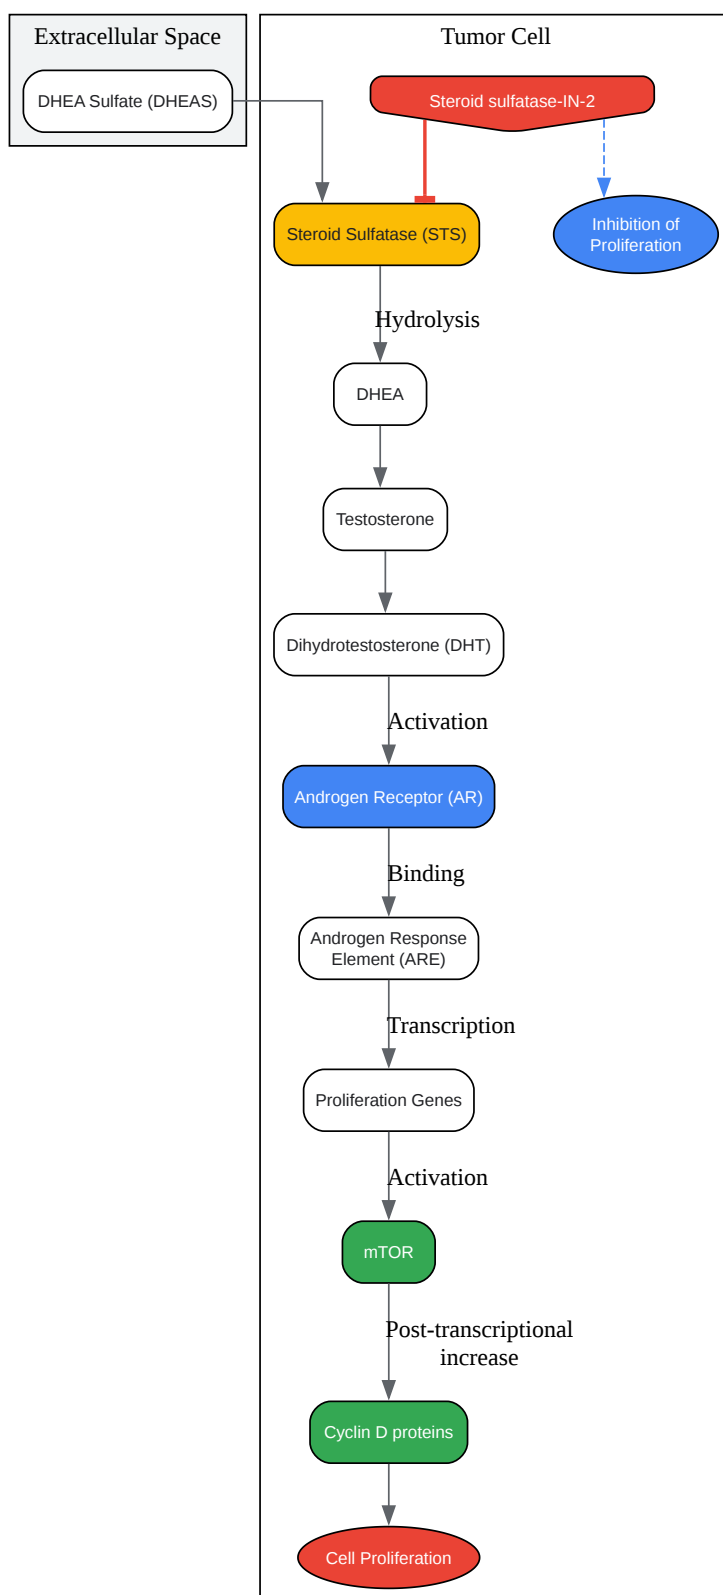 Extracellular Space
DHEA Sulfate (DHEAS)
Tumor Cell
Steroid sulfatase-IN-2
Steroid Sulfatase (STS)
Inhibition of
Proliferation
Hydrolysis
DHEA
Testosterone
Dihydrotestosterone (DHT)
Activation
Androgen Receptor (AR)
Binding
Androgen Response
Element (ARE)
Transcription
Proliferation Genes
Activation
mTOR
Post-transcriptional
increase
Cyclin D proteins
Cell Proliferation